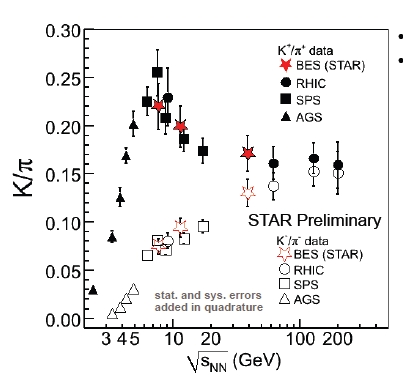 K⁺/π⁺ data
BES (STAR)
RHIC
SPS
AGS
0.30
0.25
0.20
0.15
0.10
0.05
0.00
K/π
STAR Preliminary
K⁻/π⁻ data
BES (STAR)
RHIC
SPS
AGS
stat. and sys. errors
added in quadrature
3 4 5 10 20 100 200
√sNN (GeV)